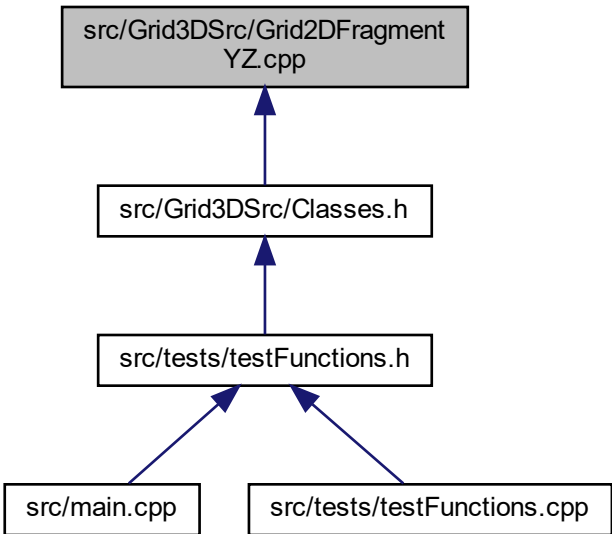 src/Grid3DSrc/Grid2DFragment
YZ.cpp
src/Grid3DSrc/Classes.h
src/tests/testFunctions.h
src/main.cpp
src/tests/testFunctions.cpp